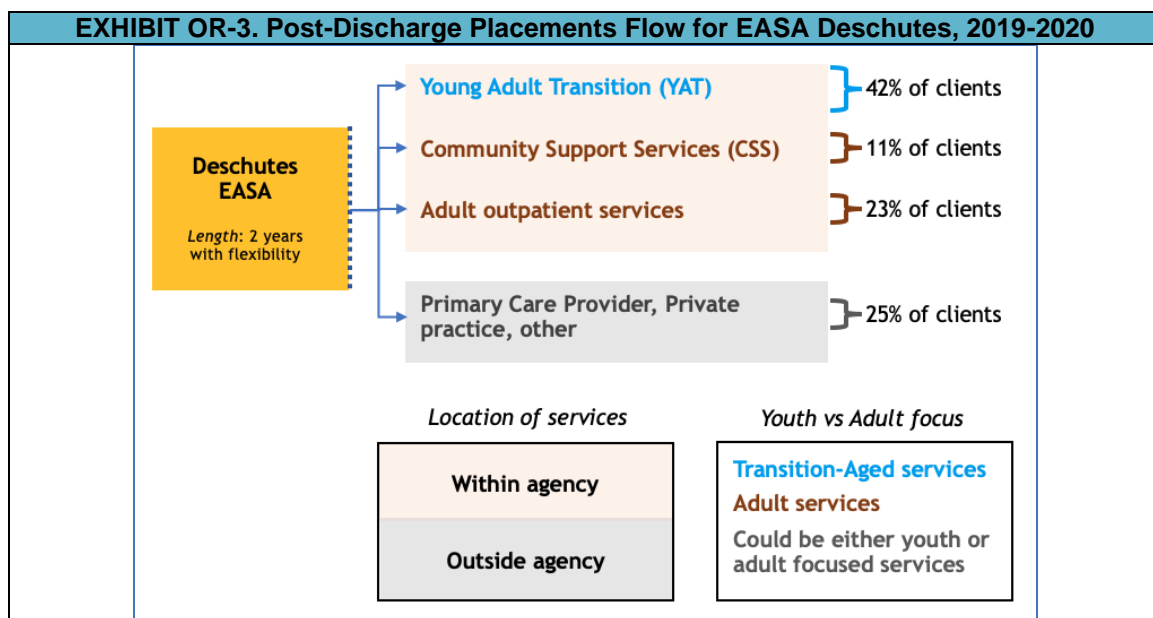 EXHIBIT OR-3. Post-Discharge Placements Flow for EASA Deschutes, 2019-2020
Deschutes
EASA
Length: 2 years
with flexibility
Young Adult Transition (YAT)
42% of clients
Community Support Services (CSS)
11% of clients
Adult outpatient services
23% of clients
Primary Care Provider, Private
practice, other
25% of clients
Location of services
Within agency
Outside agency
Youth vs Adult focus
Transition-Aged services
Adult services
Could be either youth or
adult focused services